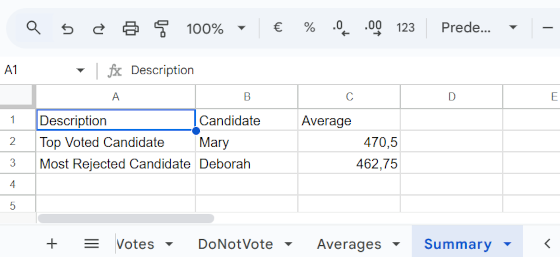 100% € % .0 .00 123 Prede...
A1 fx Description
A B C D E
1 Description Candidate Average
2 Top Voted Candidate Mary 470,5
3 Most Rejected Candidate Deborah 462,75
4
5
+ Votes DoNotVote Averages Summary